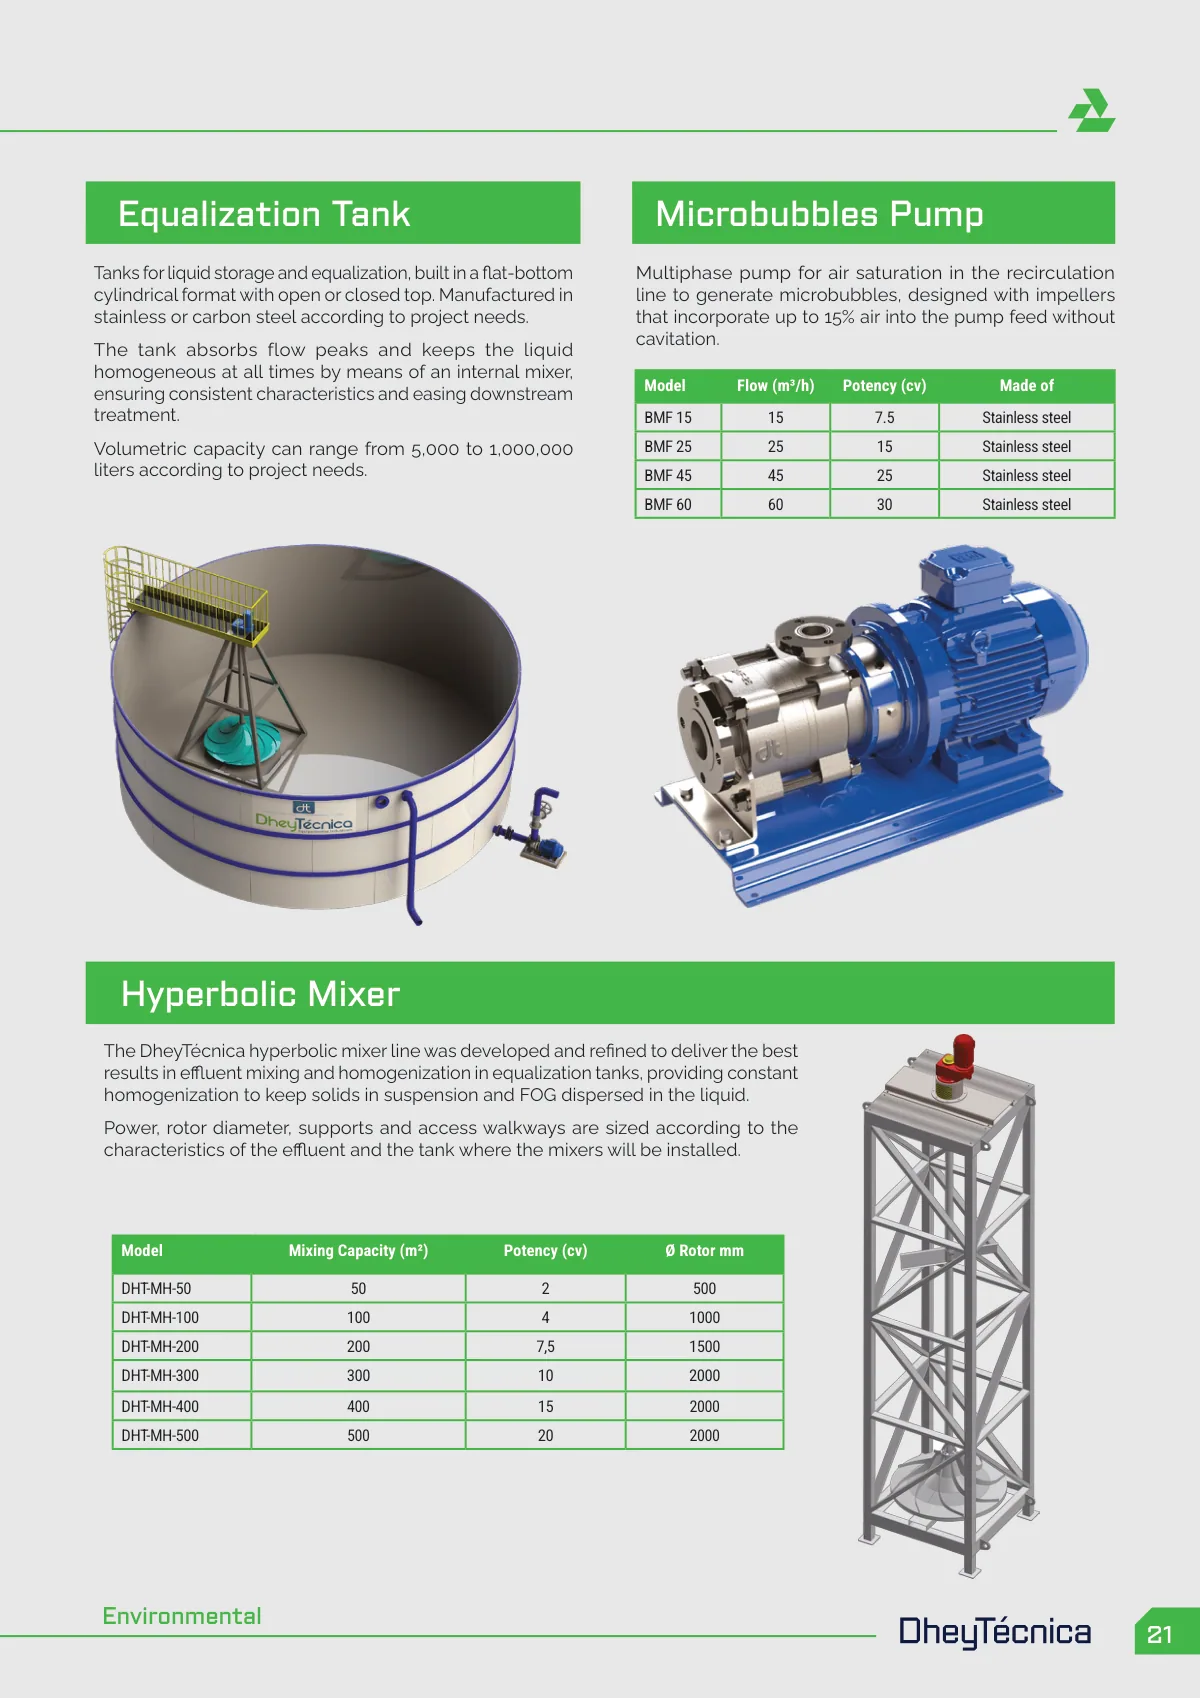 Equalization Tank
Tanks for liquid storage and equalization, built in a flat-bottom
cylindrical format with open or closed top. Manufactured in
stainless or carbon steel according to project needs.
The tank absorbs flow peaks and keeps the liquid
homogeneous at all times by means of an internal mixer,
ensuring consistent characteristics and easing downstream
treatment.
Volumetric capacity can range from 5,000 to 1,000,000
liters according to project needs.
dt
DheyTécnica
Microbubbles Pump
Multiphase pump for air saturation in the recirculation
line to generate microbubbles, designed with impellers
that incorporate up to 15% air into the pump feed without
cavitation.
Model Flow (m³/h) Potency (cv) Made of
BMF 15 15 7.5 Stainless steel
BMF 25 25 15 Stainless steel
BMF 45 45 25 Stainless steel
BMF 60 60 30 Stainless steel
dt
Hyperbolic Mixer
The DheyTécnica hyperbolic mixer line was developed and refined to deliver the best
results in effluent mixing and homogenization in equalization tanks, providing constant
homogenization to keep solids in suspension and FOG dispersed in the liquid.
Power, rotor diameter, supports and access walkways are sized according to the
characteristics of the effluent and the tank where the mixers will be installed.
Model Mixing Capacity (m²) Potency (cv) Ø Rotor mm
DHT-MH-50 50 2 500
DHT-MH-100 100 4 1000
DHT-MH-200 200 7,5 1500
DHT-MH-300 300 10 2000
DHT-MH-400 400 15 2000
DHT-MH-500 500 20 2000
Environmental
DheyTécnica
21